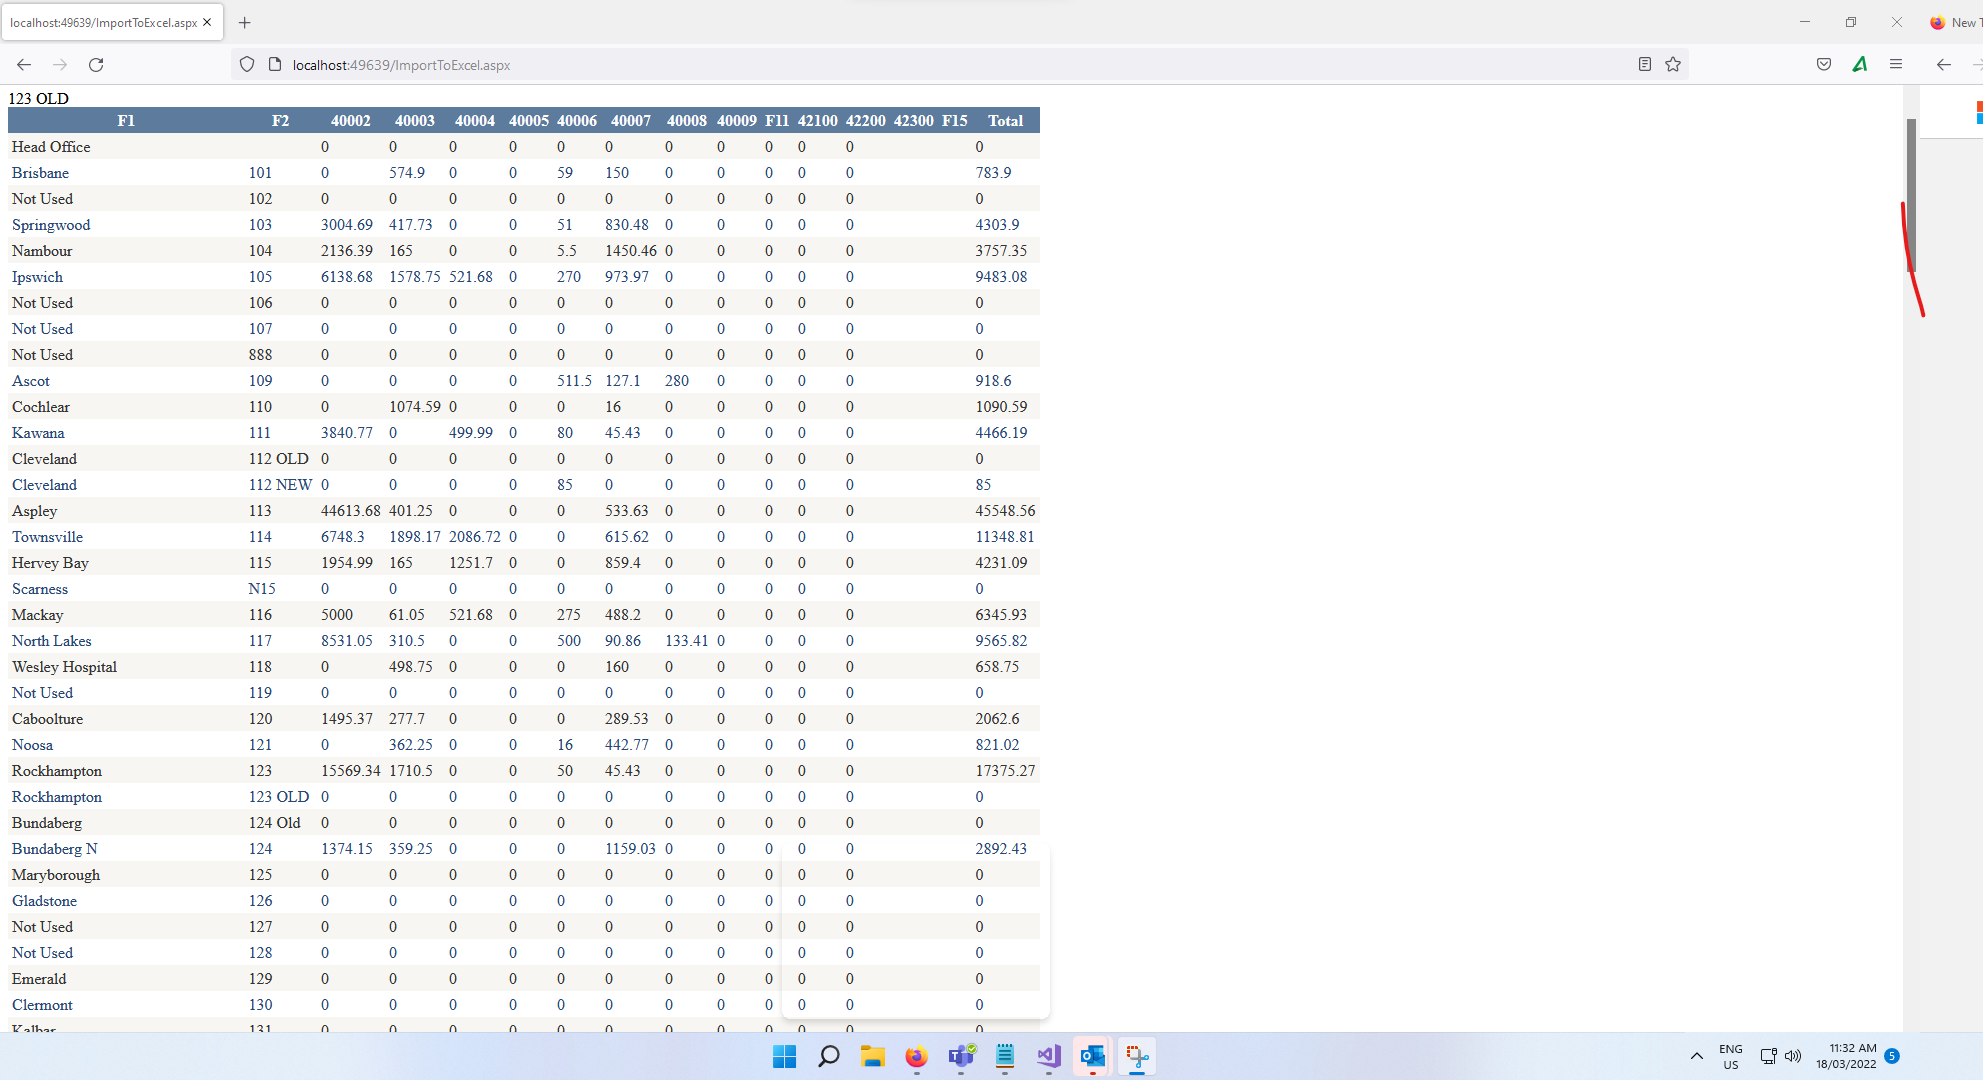 localhost:49639/ImportToExcel.aspx
New T
localhost:49639/ImportToExcel.aspx
123 OLD
F1 F2 40002 40003 40004 40005 40006 40007 40008 40009 F11 42100 42200 42300 F15 Total
Head Office 0 0 0 0 0 0 0 0 0 0 0 0
Brisbane 101 0 574.9 0 0 59 150 0 0 0 0 0 783.9
Not Used 102 0 0 0 0 0 0 0 0 0 0 0 0
Springwood 103 3004.69 417.73 0 0 51 830.48 0 0 0 0 0 4303.9
Nambour 104 2136.39 165 0 0 5.5 1450.46 0 0 0 0 0 3757.35
Ipswich 105 6138.68 1578.75 521.68 0 270 973.97 0 0 0 0 0 9483.08
Not Used 106 0 0 0 0 0 0 0 0 0 0 0 0
Not Used 107 0 0 0 0 0 0 0 0 0 0 0 0
Not Used 888 0 0 0 0 0 0 0 0 0 0 0 0
Ascot 109 0 0 0 0 511.5 127.1 280 0 0 0 0 918.6
Cochlear 110 0 1074.59 0 0 0 16 0 0 0 0 0 1090.59
Kawana 111 3840.77 0 499.99 0 80 45.43 0 0 0 0 0 4466.19
Cleveland 112 OLD 0 0 0 0 0 0 0 0 0 0 0 0
Cleveland 112 NEW 0 0 0 0 85 0 0 0 0 0 0 85
Aspley 113 44613.68 401.25 0 0 0 533.63 0 0 0 0 0 45548.56
Townsville 114 6748.3 1898.17 2086.72 0 0 615.62 0 0 0 0 0 11348.81
Hervey Bay 115 1954.99 165 1251.7 0 0 859.4 0 0 0 0 0 4231.09
Scarness N15 0 0 0 0 0 0 0 0 0 0 0 0
Mackay 116 5000 61.05 521.68 0 275 488.2 0 0 0 0 0 6345.93
North Lakes 117 8531.05 310.5 0 0 500 90.86 133.41 0 0 0 0 9565.82
Wesley Hospital 118 0 498.75 0 0 0 160 0 0 0 0 0 658.75
Not Used 119 0 0 0 0 0 0 0 0 0 0 0 0
Caboolture 120 1495.37 277.7 0 0 0 289.53 0 0 0 0 0 2062.6
Noosa 121 0 362.25 0 0 16 442.77 0 0 0 0 0 821.02
Rockhampton 123 15569.34 1710.5 0 0 50 45.43 0 0 0 0 0 17375.27
Rockhampton 123 OLD 0 0 0 0 0 0 0 0 0 0 0 0
Bundaberg 124 Old 0 0 0 0 0 0 0 0 0 0 0 0
Bundaberg N 124 1374.15 359.25 0 0 0 1159.03 0 0 0 0 0 2892.43
Maryborough 125 0 0 0 0 0 0 0 0 0 0 0 0
Gladstone 126 0 0 0 0 0 0 0 0 0 0 0 0
Not Used 127 0 0 0 0 0 0 0 0 0 0 0 0
Not Used 128 0 0 0 0 0 0 0 0 0 0 0 0
Emerald 129 0 0 0 0 0 0 0 0 0 0 0 0
Clermont 130 0 0 0 0 0 0 0 0 0 0 0 0
Kalbar 131 0 0 0 0 0 0 0 0 0 0 0 0
ENG 11:32 AM
US 18/03/2022 5